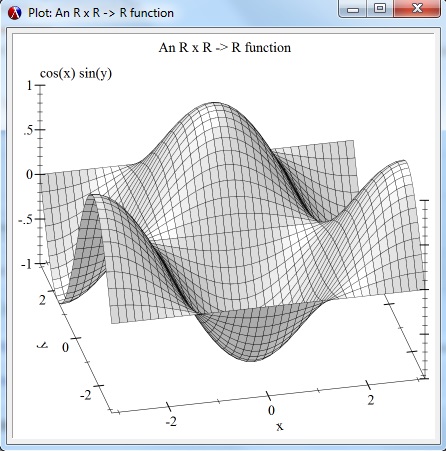 Plot: An R x R -> R function
An R x R -> R function
cos(x) sin(y)
1
.5
0
-.5
-1
2
0
-2
y
-2
0
2
x